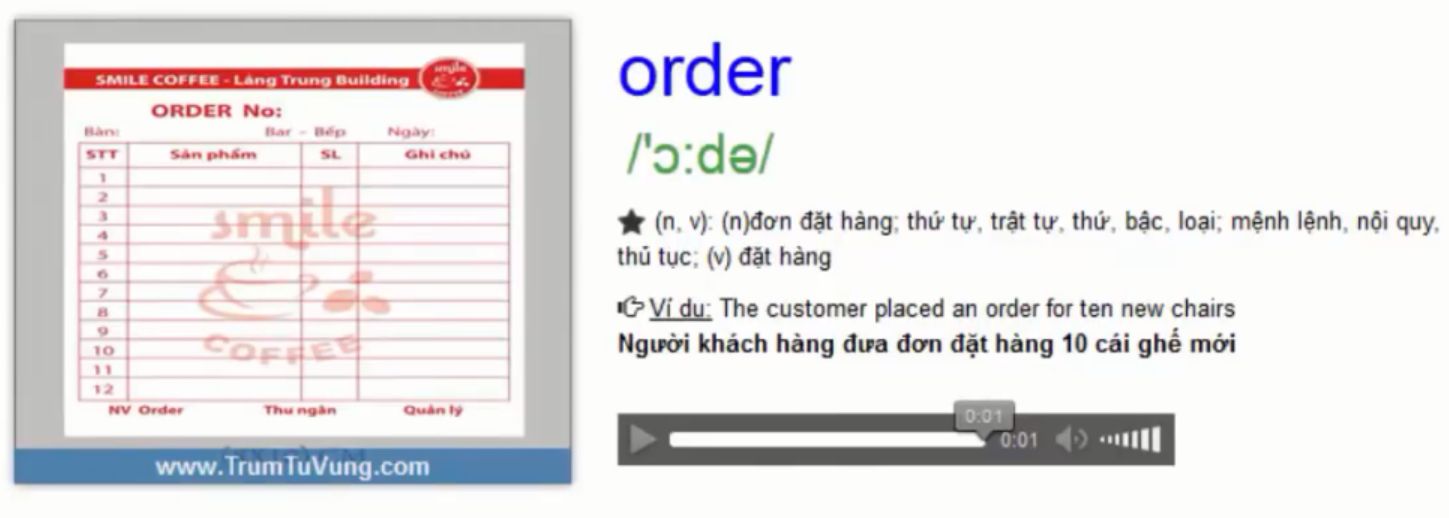 SMILE COFFEE - Láng Trung Building
smile
COFFEE
ORDER No:
Bàn: Bar - Bếp Ngày:
STT Sản phẩm SL Ghi chú
1
2
3
4
5
6
7
8
9
10
11
12
smile
COFFEE
NV Order Thu ngân Quản lý
www.TrumTuVung.com
order
/'ɔ:də/
★ (n, v): (n)đơn đặt hàng; thứ tự, trật tự, thứ, bậc, loại; mệnh lệnh, nội quy,
thủ tục; (v) đặt hàng
Ví dụ: The customer placed an order for ten new chairs
Người khách hàng đưa đơn đặt hàng 10 cái ghế mới
0:01
0:01